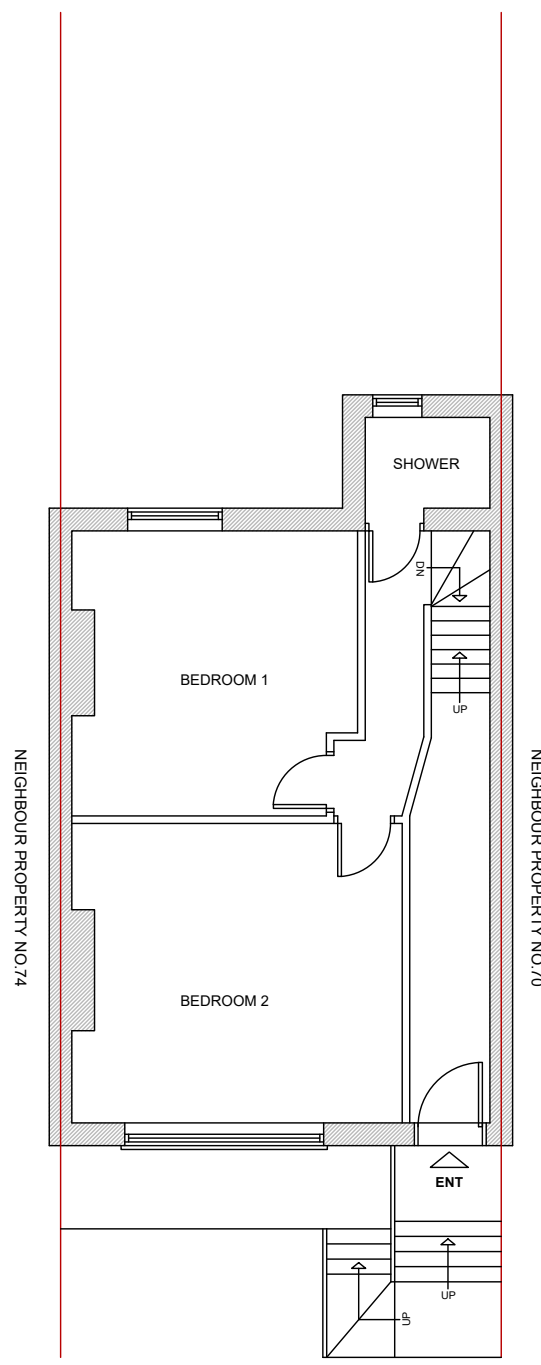 SHOWER
DN
BEDROOM 1
UP
NEIGHBOUR PROPERTY NO.74
NEIGHBOUR PROPERTY NO.70
BEDROOM 2
ENT
UP
UP